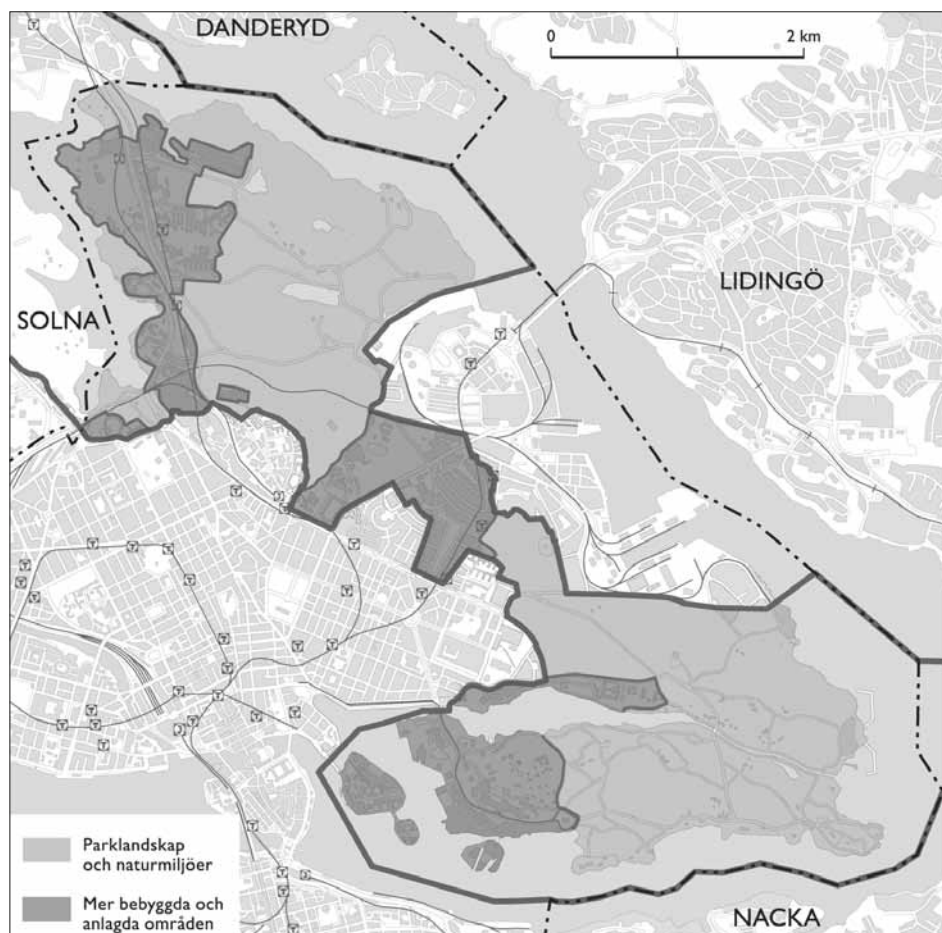 DANDERYD
0
2 km
LIDINGÖ
SOLNA
Parklandskap
och naturmiljöer
Mer bebyggda och
anlagda områden
NACKA